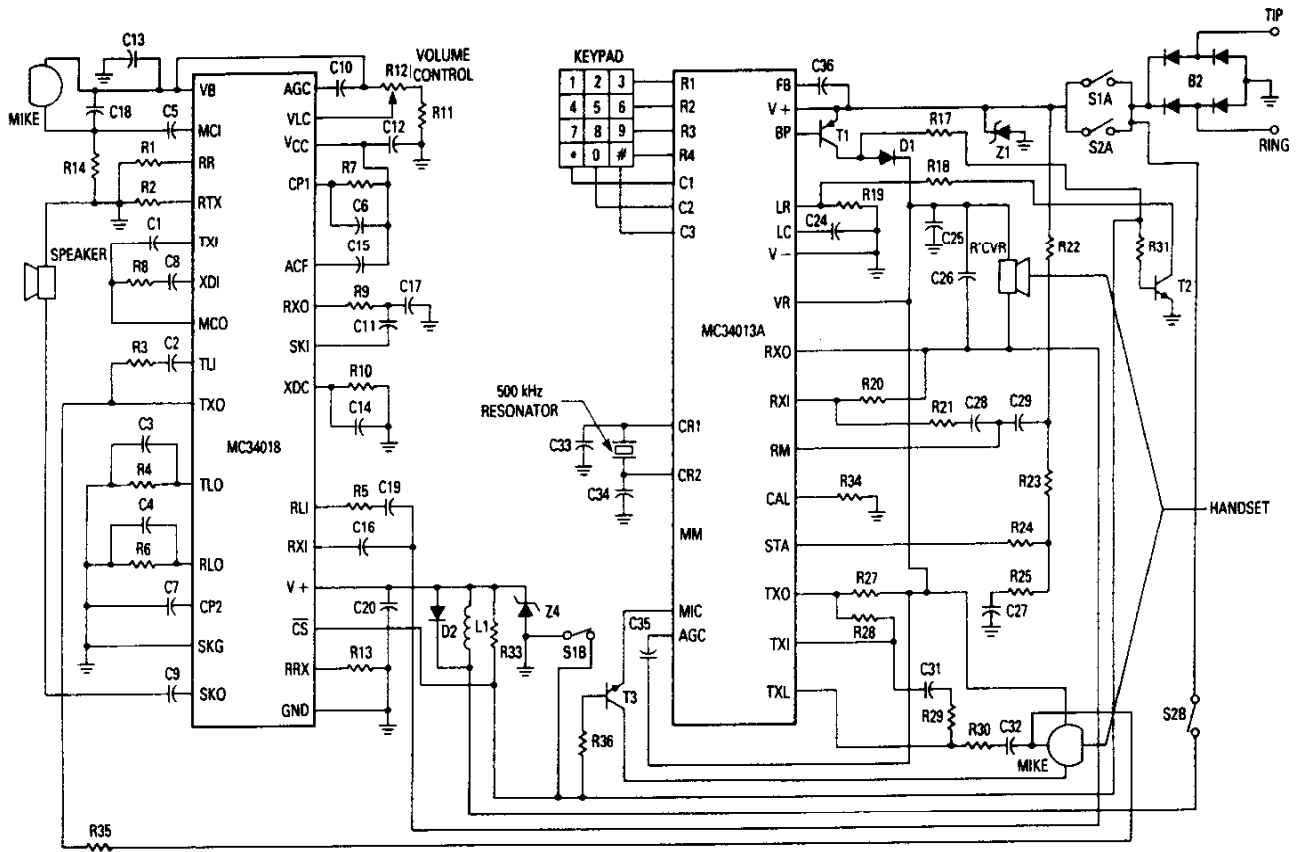 TIP
RING
B2
S1A
S2A
S2B
C13
MIKE
C18
C5
R14
R1
R2
C1
R8
C8
SPEAKER
R3
C2
C3
R4
C4
R6
C7
C9
R35
VB
MCI
RR
RTX
TXI
XDI
MCO
TLI
TXO
TLO
RLO
CP2
SKG
SKO
MC34018
AGC
VLC
VCC
CP1
ACF
RXO
SKI
XDC
RLI
RXI
V +
CS
RRX
GND
C10
R12
VOLUME
CONTROL
R11
C12
R7
C6
C15
R9
C17
C11
R10
C14
R5
C19
C16
C20
R13
D2
L1
R33
Z4
S1B
R36
T3
KEYPAD
1 2 3
4 5 6
7 8 9
* 0 #
500 kHz
RESONATOR
C33
C34
C35
R1
R2
R3
R4
C1
C2
C3
CR1
CR2
MM
MIC
AGC
MC34013A
FB
V +
BP
LR
LC
V −
VR
RXO
RXI
RM
CAL
STA
TXO
TXI
TXL
C36
T1
D1
R17
R18
R19
C24
C25
C26
R'CVR
Z1
R22
R31
T2
R20
R21
C28
C29
R23
R34
R24
R25
C27
R27
R28
C31
R29
R30
C32
MIKE
HANDSET